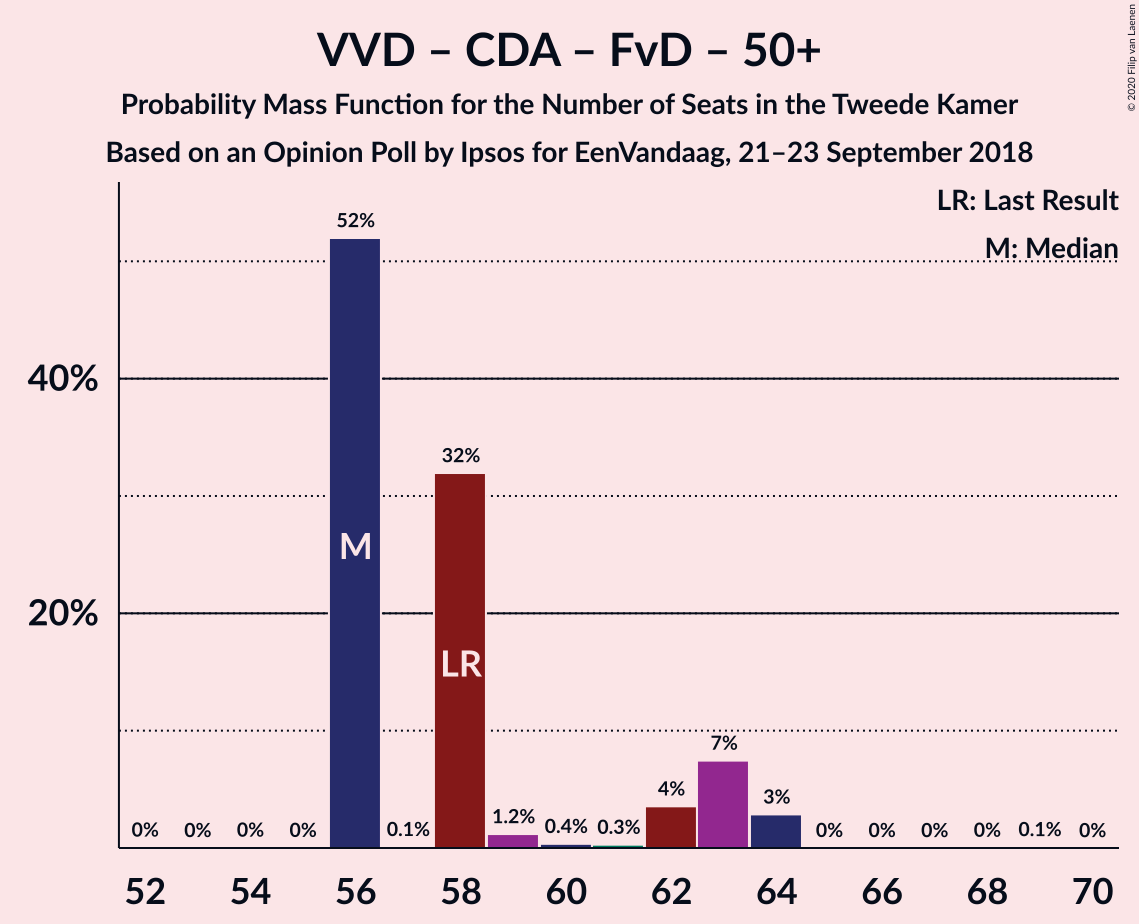 VVD – CDA – FvD – 50+
Probability Mass Function for the Number of Seats in the Tweede Kamer
Based on an Opinion Poll by Ipsos for EenVandaag, 21–23 September 2018
© 2020 Filip van Laenen
LR: Last Result
M: Median
40%
20%
0% 0% 0% 0% 52% 0.1% 32% 1.2% 0.4% 0.3% 4% 7% 3% 0% 0% 0% 0% 0.1% 0%
M
LR
52 54 56 58 60 62 64 66 68 70